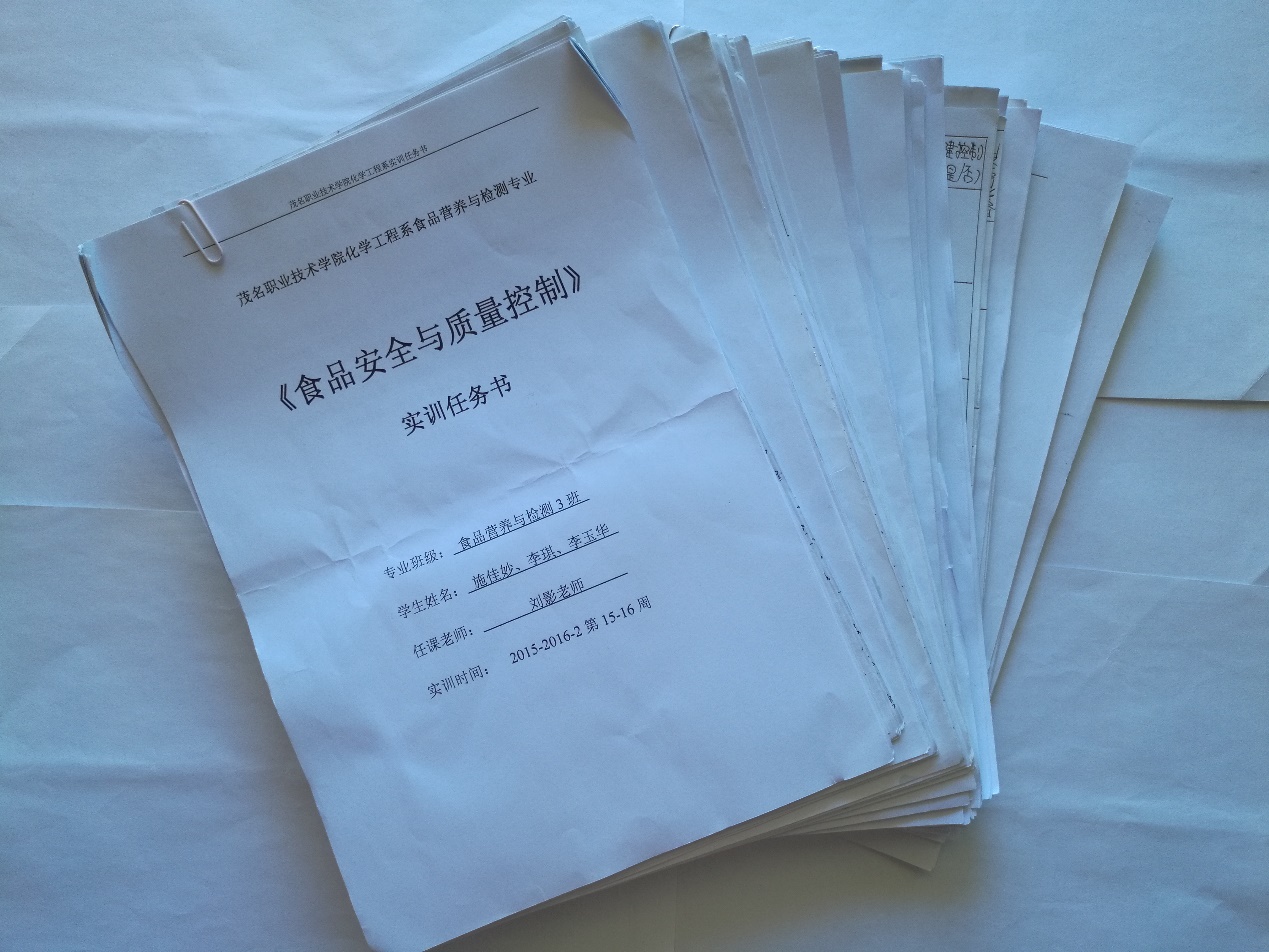 茂名职业技术学院化学工程系实训任务书
茂名职业技术学院化学工程系食品营养与检测专业
《食品安全与质量控制》
实训任务书
专业班级：食品营养与检测3班
学生姓名：施佳妙、李琪、李玉华
任课老师：刘影老师
实训时间：2015-2016-2第15-16周
键控制
是/否)